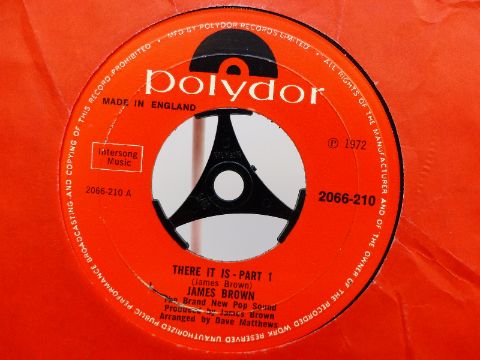 MFD BY POLYDOR RECORDS LIMITED • ALL RIGHTS OF THE MANUFACTURER AND OF THE OWNER OF THE RECORDED WORK RESERVED UNAUTHORIZED PUBLIC PERFORMANCE BROADCASTING AND COPYING OF THIS RECORD PROHIBITED •
polydor
MADE IN ENGLAND
℗ 1972
Intersong
Music
2066-210 A
2066-210
THERE IT IS - PART 1
(James Brown)
JAMES BROWN
The Brand New Pop Sound
Produced by James Brown
Arranged by Dave Matthews